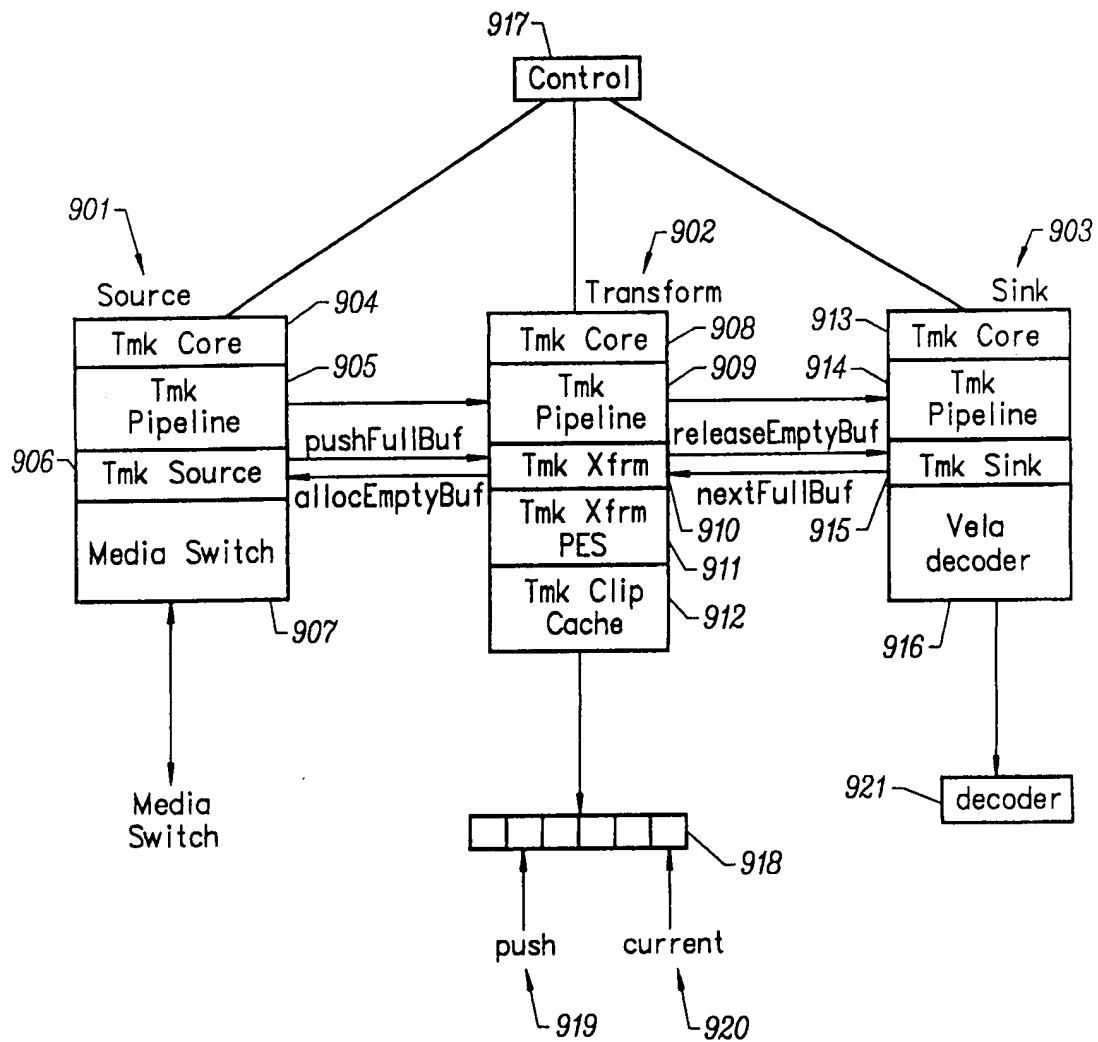 917
Control
901
902
903
Source
Transform
Sink
904
908
913
Tmk Core
Tmk Core
Tmk Core
905
909
914
Tmk
Pipeline
Tmk
Pipeline
Tmk
Pipeline
pushFullBuf
releaseEmptyBuf
906
Tmk Source
Tmk Xfrm
Tmk Sink
allocEmptyBuf
nextFullBuf
910
915
Media Switch
Tmk Xfrm
PES
Vela
decoder
911
907
Tmk Clip
Cache
912
916
Media
Switch
921
decoder
918
push
current
919
920